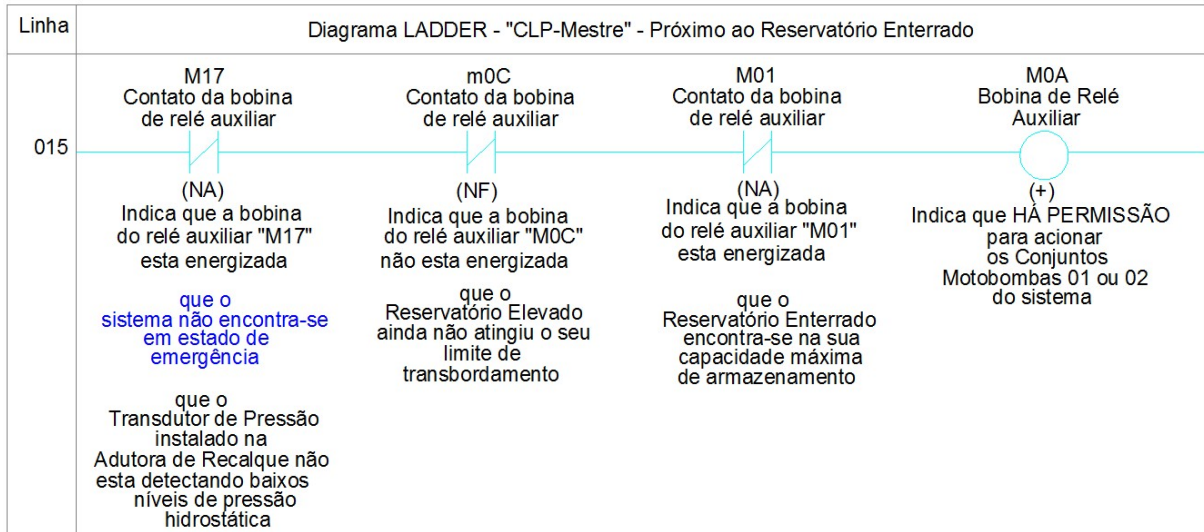 Linha
Diagrama LADDER - "CLP-Mestre" - Próximo ao Reservatório Enterrado
015
M17
Contato da bobina
de relé auxiliar
(NA)
Indica que a bobina
do relé auxiliar "M17"
esta energizada
que o
sistema não encontra-se
em estado de
emergência
que o
Transdutor de Pressão
instalado na
Adutora de Recalque não
esta detectando baixos
níveis de pressão
hidrostática
m0C
Contato da bobina
de relé auxiliar
(NF)
Indica que a bobina
do relé auxiliar "M0C"
não esta energizada
que o
Reservatório Elevado
ainda não atingiu o seu
limite de
transbordamento
M01
Contato da bobina
de relé auxiliar
(NA)
Indica que a bobina
do relé auxiliar "M01"
esta energizada
que o
Reservatório Enterrado
encontra-se na sua
capacidade máxima
de armazenamento
M0A
Bobina de Relé
Auxiliar
(+)
Indica que HÁ PERMISSÃO
para acionar
os Conjuntos
Motobombas 01 ou 02
do sistema